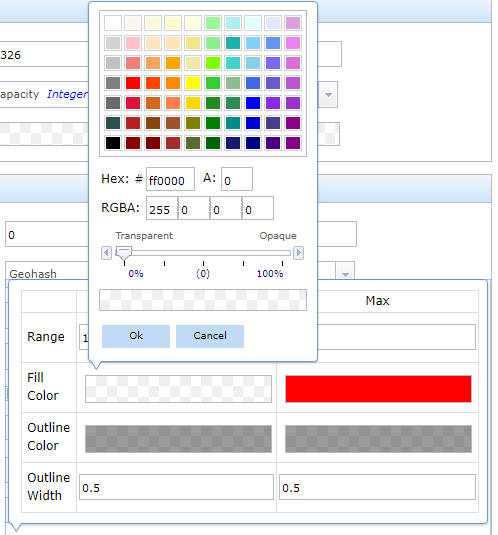 326
apacity Integer
Hex: # ff0000 A: 0
RGBA: 255 0 0 0
Transparent Opaque
0% (0) 100%
0
Geohash
Ok Cancel
Max
Range 1
Fill
Color
Outline
Color
Outline
Width 0.5 0.5